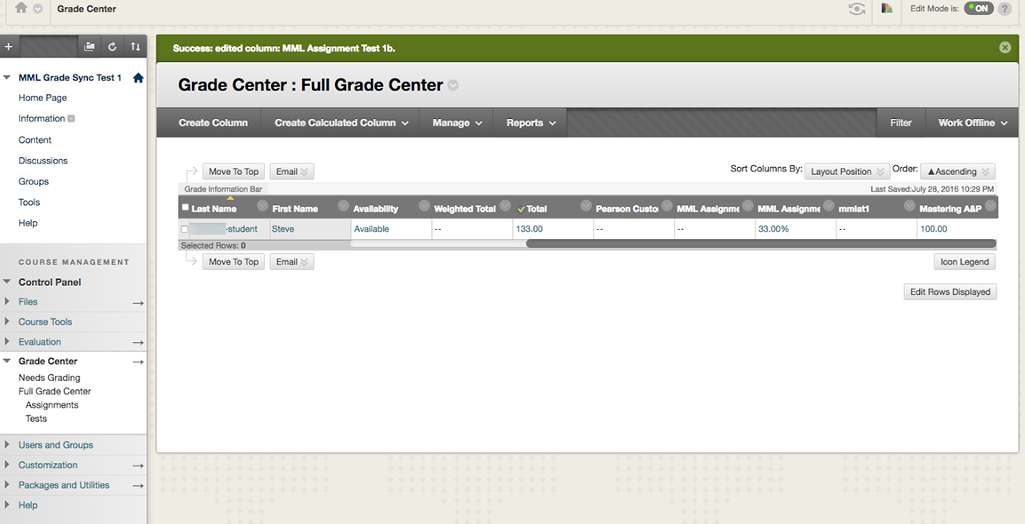 Grade Center
Edit Mode is: ON ?
Success: edited column: MML Assignment Test 1b.
MML Grade Sync Test 1
Home Page
Information
Content
Discussions
Groups
Tools
Help
COURSE MANAGEMENT
Control Panel
Files
Course Tools
Evaluation
Grade Center
Needs Grading
Full Grade Center
Assignments
Tests
Users and Groups
Customization
Packages and Utilities
Help
Grade Center : Full Grade Center
Create Column Create Calculated Column Manage Reports Filter Work Offline
Move To Top Email Sort Columns By: Layout Position Order: ▲Ascending
Grade Information Bar Last Saved:July 28, 2016 10:29 PM
Last Name First Name Availability Weighted Total Total Pearson Custo MML Assignme MML Assignme mmlat1 Mastering A&P
-student Steve Available -- 133.00 -- -- 33.00% -- 100.00
Selected Rows: 0
Move To Top Email Icon Legend
Edit Rows Displayed